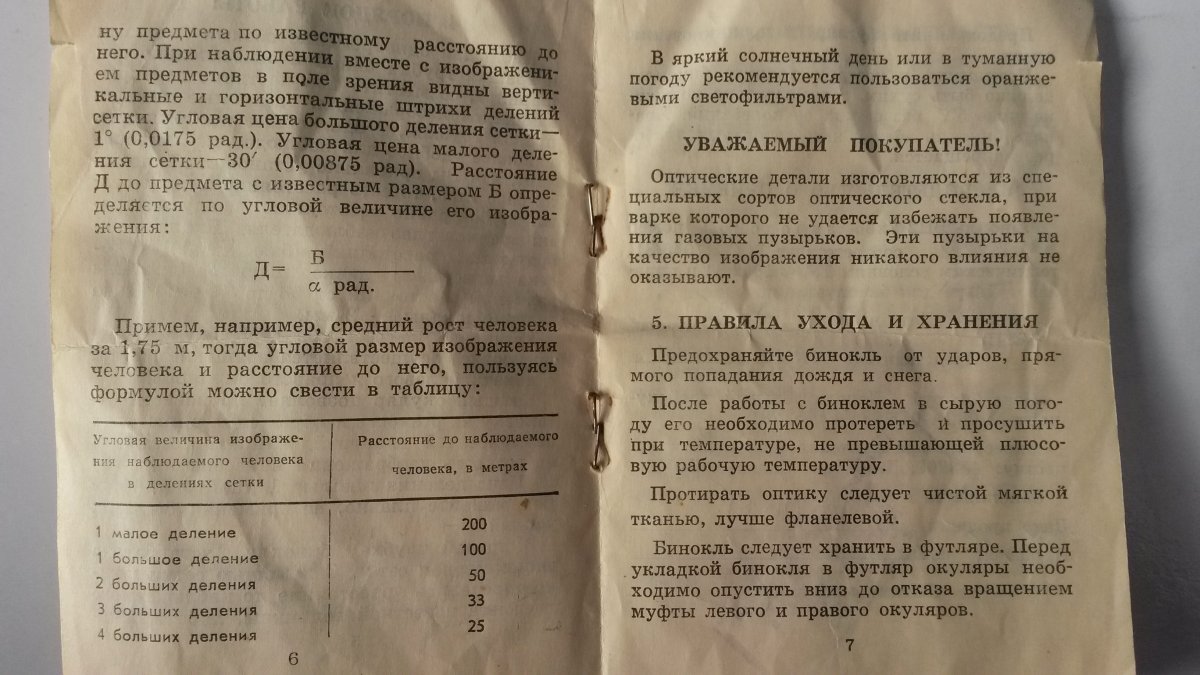 ну предмета по известному расстоянию до
него. При наблюдении вместе с изображени-
ем предметов в поле зрения видны верти-
кальные и горизонтальные штрихи делений
сетки. Угловая цена большого деления сетки—
1° (0,0175 рад.). Угловая цена малого деле-
ния сетки—30′ (0,00875 рад). Расстояние
Д до предмета с известным размером Б опре-
деляется по угловой величине его изобра-
жения:
Д= Б
α рад.
Примем, например, средний рост человека
за 1,75 м, тогда угловой размер изображения
человека и расстояние до него, пользуясь
формулой можно свести в таблицу:
Угловая величина изображе-
ния наблюдаемого человека
в делениях сетки
Расстояние до наблюдаемого
человека, в метрах
1 малое деление 200
1 большое деление 100
2 больших деления 50
3 больших деления 33
4 больших деления 25
6
В яркий солнечный день или в туманную
погоду рекомендуется пользоваться оранже-
выми светофильтрами.
УВАЖАЕМЫЙ ПОКУПАТЕЛЬ!
Оптические детали изготовляются из спе-
циальных сортов оптического стекла, при
варке которого не удается избежать появле-
ния газовых пузырьков. Эти пузырьки на
качество изображения никакого влияния не
оказывают.
5. ПРАВИЛА УХОДА И ХРАНЕНИЯ
Предохраняйте бинокль от ударов, пря-
мого попадания дождя и снега.
После работы с биноклем в сырую пого-
ду его необходимо протереть и просушить
при температуре, не превышающей плюсо-
вую рабочую температуру.
Протирать оптику следует чистой мягкой
тканью, лучше фланелевой.
Бинокль следует хранить в футляре. Перед
укладкой бинокля в футляр окуляры необ-
ходимо опустить вниз до отказа вращением
муфты левого и правого окуляров.
7